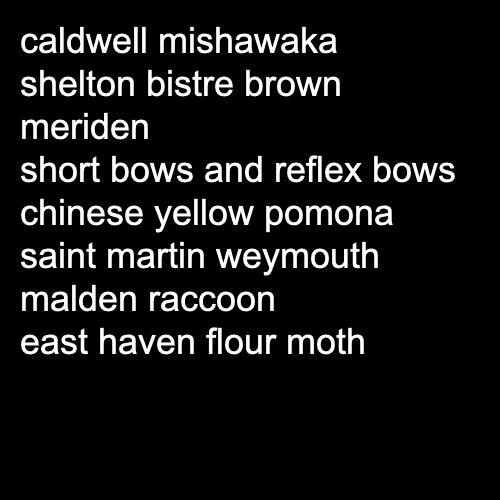 caldwell mishawaka
shelton bistre brown
meriden
short bows and reflex bows
chinese yellow pomona
saint martin weymouth
malden raccoon
east haven flour moth